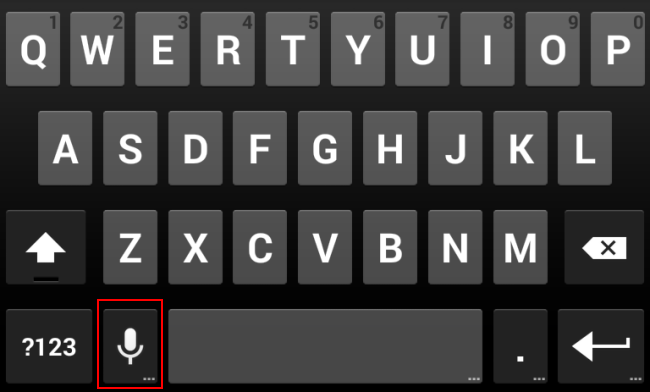 1 2 3 4 5 6 7 8 9 0
Q W E R T Y U I O P
A S D F G H J K L
Z X C V B N M
?123 .